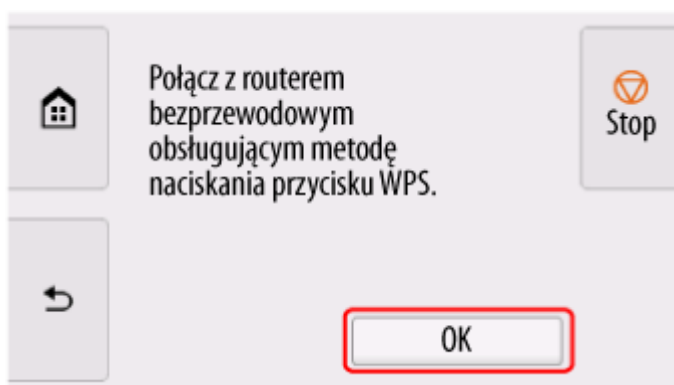 Połącz z routerem
bezprzewodowym
obsługującym metodę
naciskania przycisku WPS.
Stop
OK